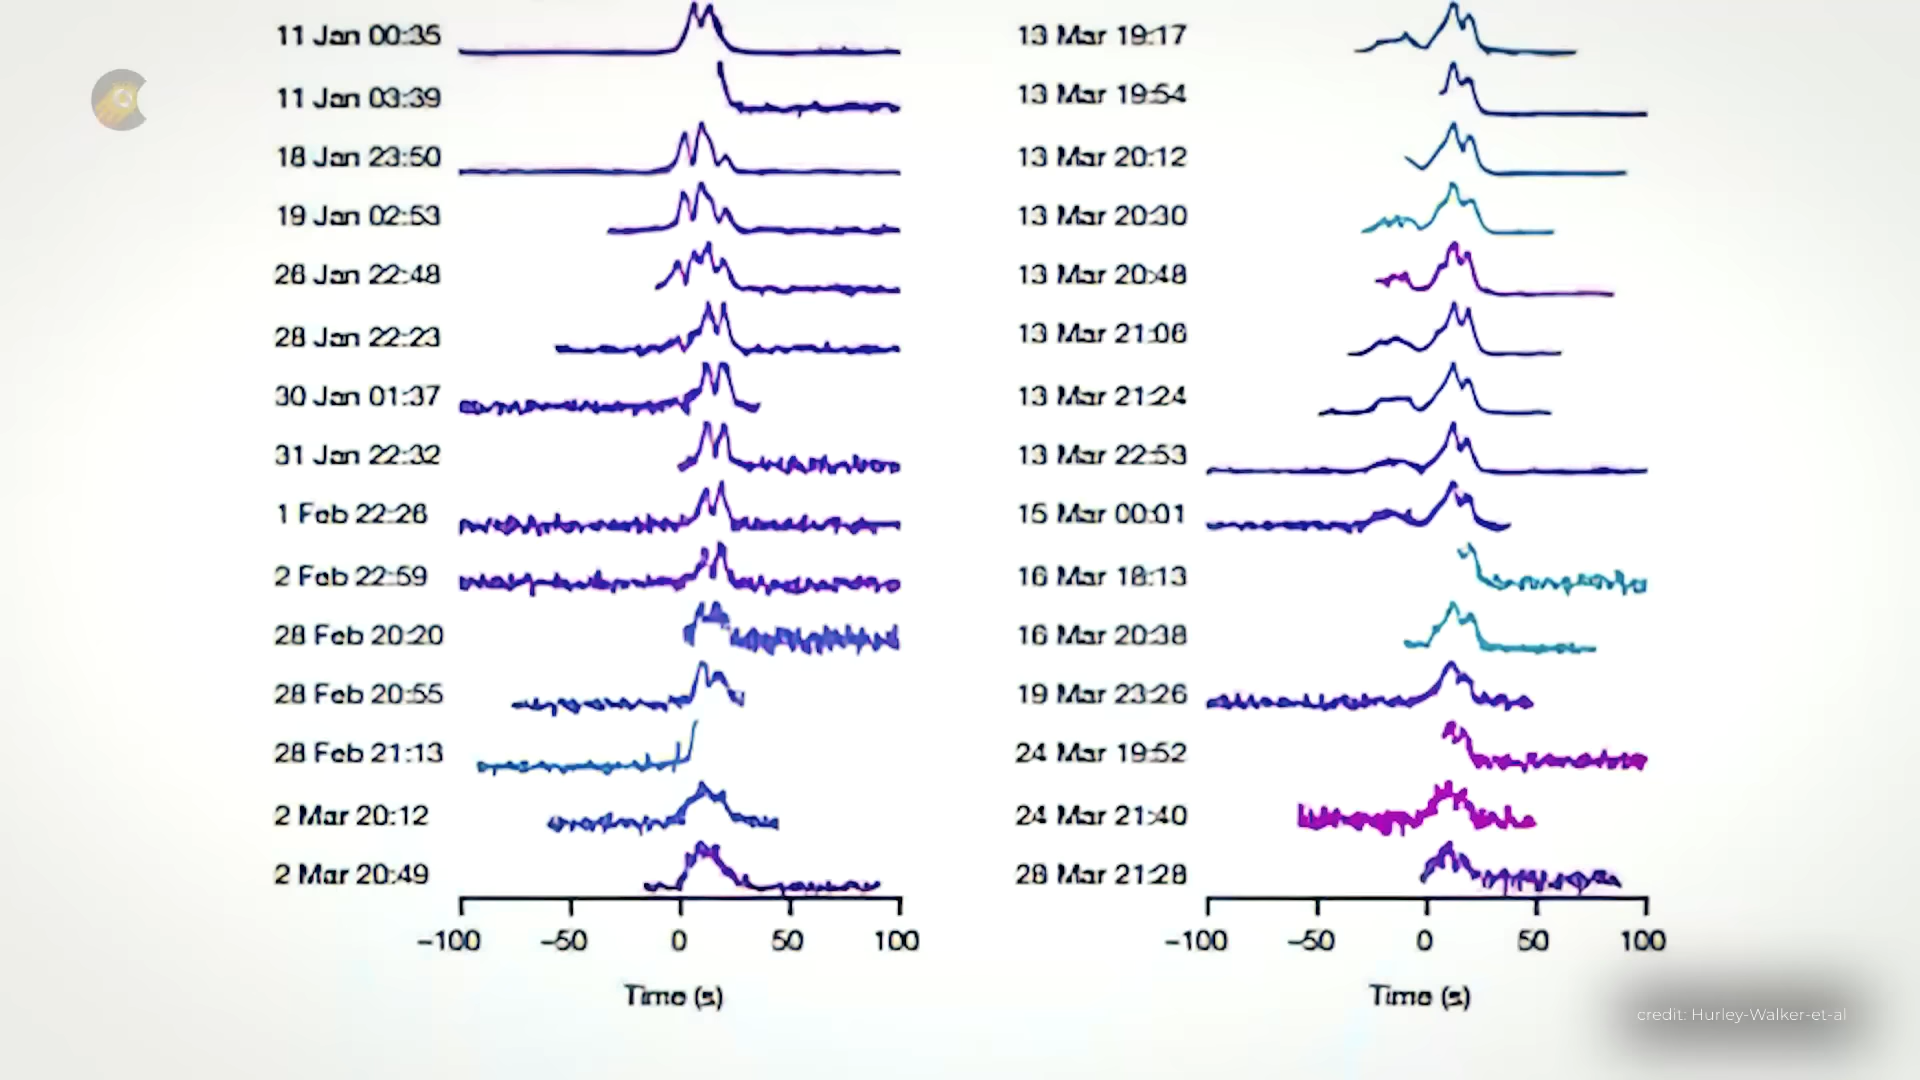 11 Jan 00:35
11 Jan 03:39
18 Jan 23:50
19 Jan 02:53
26 Jan 22:48
28 Jan 22:23
30 Jan 01:37
31 Jan 22:32
1 Feb 22:26
2 Feb 22:59
28 Feb 20:20
28 Feb 20:55
28 Feb 21:13
2 Mar 20:12
2 Mar 20:49
−100 −50 0 50 100
Time (s)
13 Mar 19:17
13 Mar 19:54
13 Mar 20:12
13 Mar 20:30
13 Mar 20:48
13 Mar 21:06
13 Mar 21:24
13 Mar 22:53
15 Mar 00:01
16 Mar 18:13
16 Mar 20:38
19 Mar 23:26
24 Mar 19:52
24 Mar 21:40
28 Mar 21:28
−100 −50 0 50 100
Time (s)
credit: Hurley-Walker-et-al